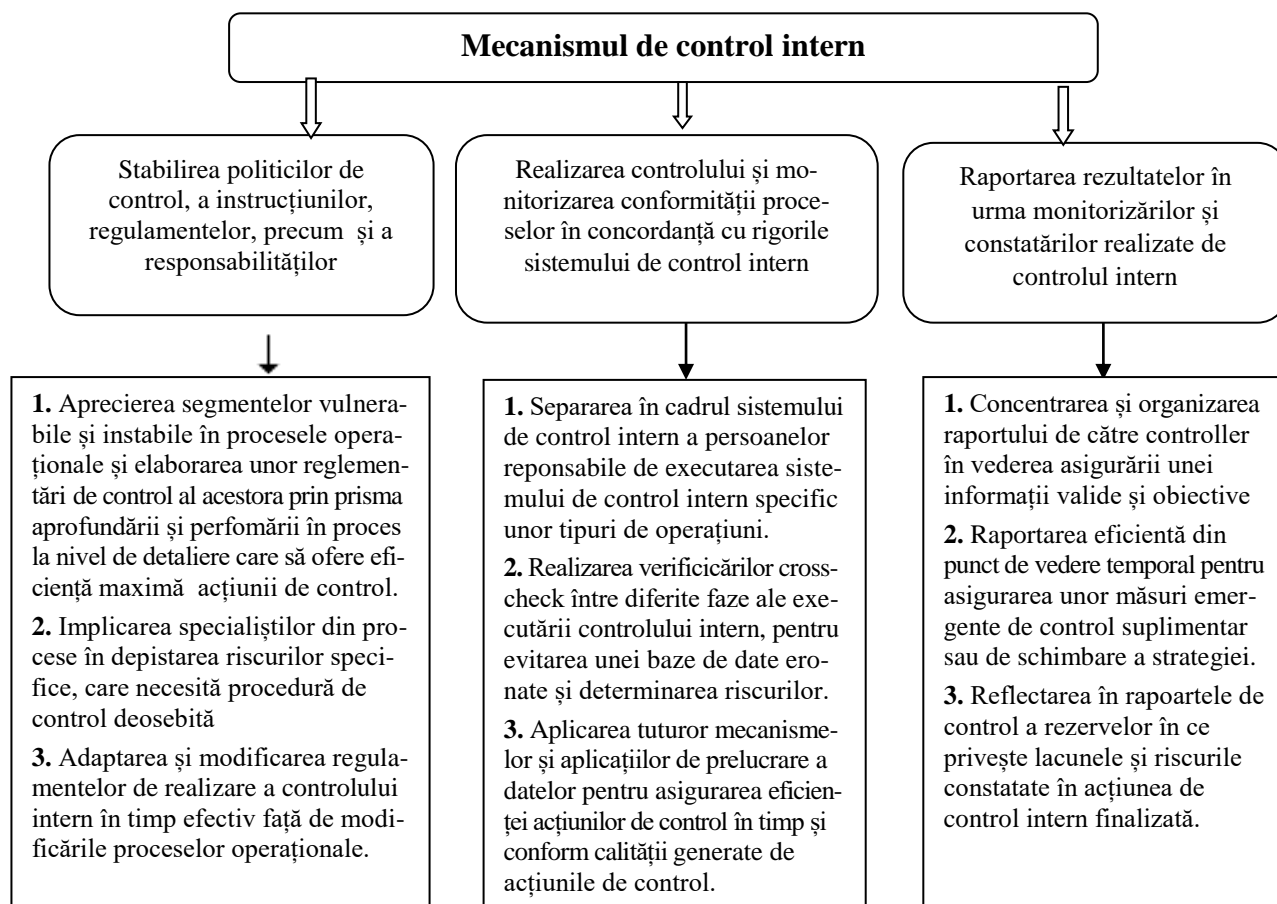 Mecanismul de control intern
Stabilirea politicilor de
control, a instrucțiunilor,
regulamentelor, precum și a
responsabilităților
Realizarea controlului și mo-
nitorizarea conformității proce-
selor în concordanță cu rigorile
sistemului de control intern
Raportarea rezultatelor în
urma monitorizărilor și
constatărilor realizate de
controlul intern
1. Aprecierea segmentelor vulnera-
bile și instabile în procesele opera-
ționale și elaborarea unor reglemen-
tări de control al acestora prin prisma
aprofundării și perfomării în proces
la nivel de detaliere care să ofere efi-
ciență maximă acțiunii de control.
2. Implicarea specialiștilor din pro-
cese în depistarea riscurilor speci-
fice, care necesită procedură de
control deosebită
3. Adaptarea și modificarea regula-
mentelor de realizare a controlului
intern în timp efectiv față de modi-
ficările proceselor operaționale.
1. Separarea în cadrul sistemului
de control intern a persoanelor
reponsabile de executarea siste-
mului de control intern specific
unor tipuri de operațiuni.
2. Realizarea verificicărilor cross-
check între diferite faze ale exe-
cutării controlului intern, pentru
evitarea unei baze de date ero-
nate și determinarea riscurilor.
3. Aplicarea tuturor mecanisme-
lor și aplicațiilor de prelucrare a
datelor pentru asigurarea eficien-
ței acțiunilor de control în timp și
conform calității generate de
acțiunile de control.
1. Concentrarea și organizarea
raportului de către controller
în vederea asigurării unei
informații valide și obiective
2. Raportarea eficientă din
punct de vedere temporal pentru
asigurarea unor măsuri emer-
gente de control suplimentar
sau de schimbare a strategiei.
3. Reflectarea în rapoartele de
control a rezervelor în ce
privește lacunele și riscurile
constatate în acțiunea de
control intern finalizată.